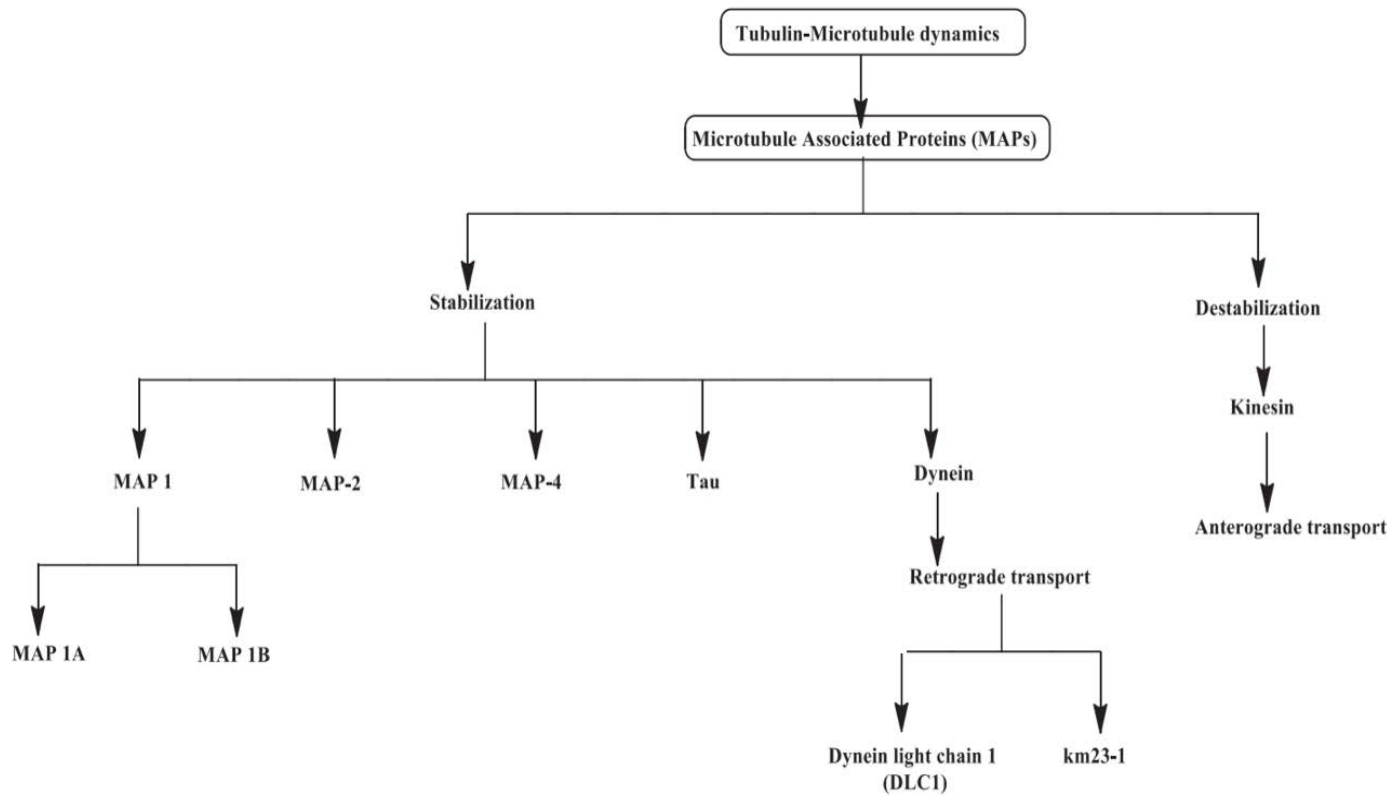 Tubulin-Microtubule dynamics
Microtubule Associated Proteins (MAPs)
Stabilization
Destabilization
Kinesin
MAP 1
MAP-2
MAP-4
Tau
Dynein
Anterograde transport
Retrograde transport
MAP 1A
MAP 1B
Dynein light chain 1
(DLC1)
km23-1